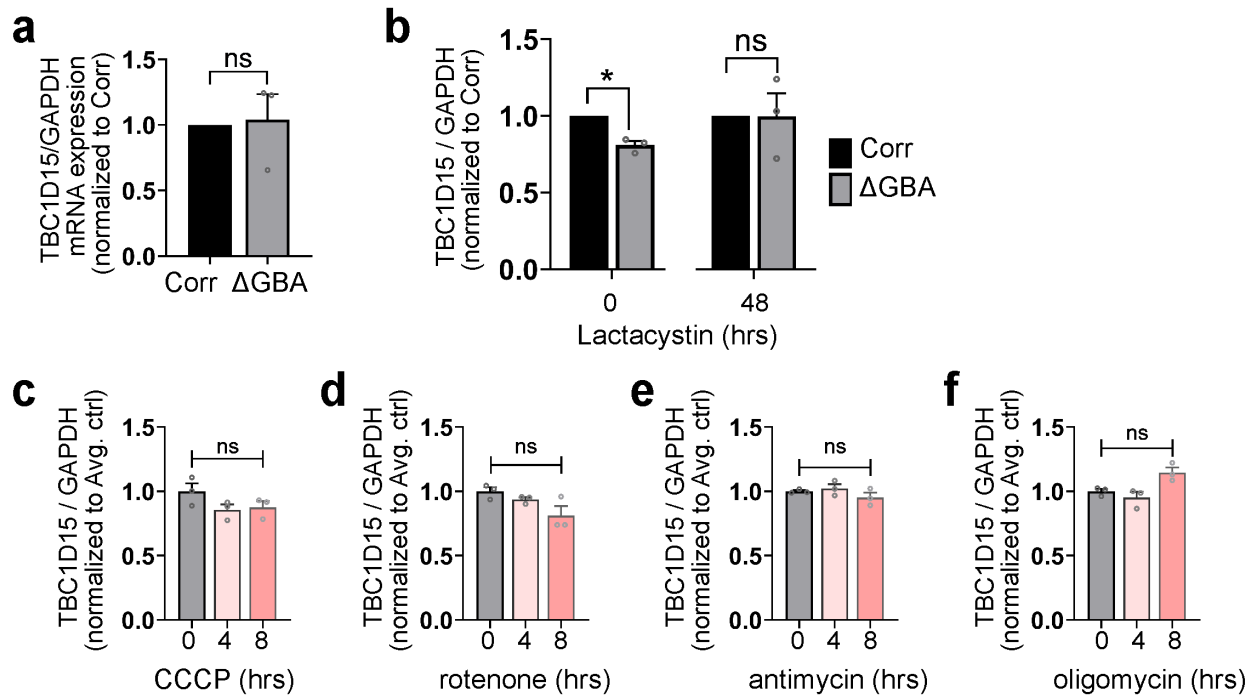 a
TBC1D15/GAPDH
mRNA expression
(normalized to Corr)
1.5
1.0
0.5
0.0
ns
Corr ΔGBA
b
TBC1D15 / GAPDH
(normalized to Corr)
1.5
1.0
0.5
0.0
*
ns
0 48
Lactacystin (hrs)
Corr
ΔGBA
c
TBC1D15 / GAPDH
(normalized to Avg. ctrl)
1.5
1.0
0.5
0.0
ns
0 4 8
CCCP (hrs)
d
TBC1D15 / GAPDH
(normalized to Avg. ctrl)
1.5
1.0
0.5
0.0
ns
0 4 8
rotenone (hrs)
e
TBC1D15 / GAPDH
(normalized to Avg. ctrl)
1.5
1.0
0.5
0.0
ns
0 4 8
antimycin (hrs)
f
TBC1D15 / GAPDH
(normalized to Avg. ctrl)
1.5
1.0
0.5
0.0
ns
0 4 8
oligomycin (hrs)